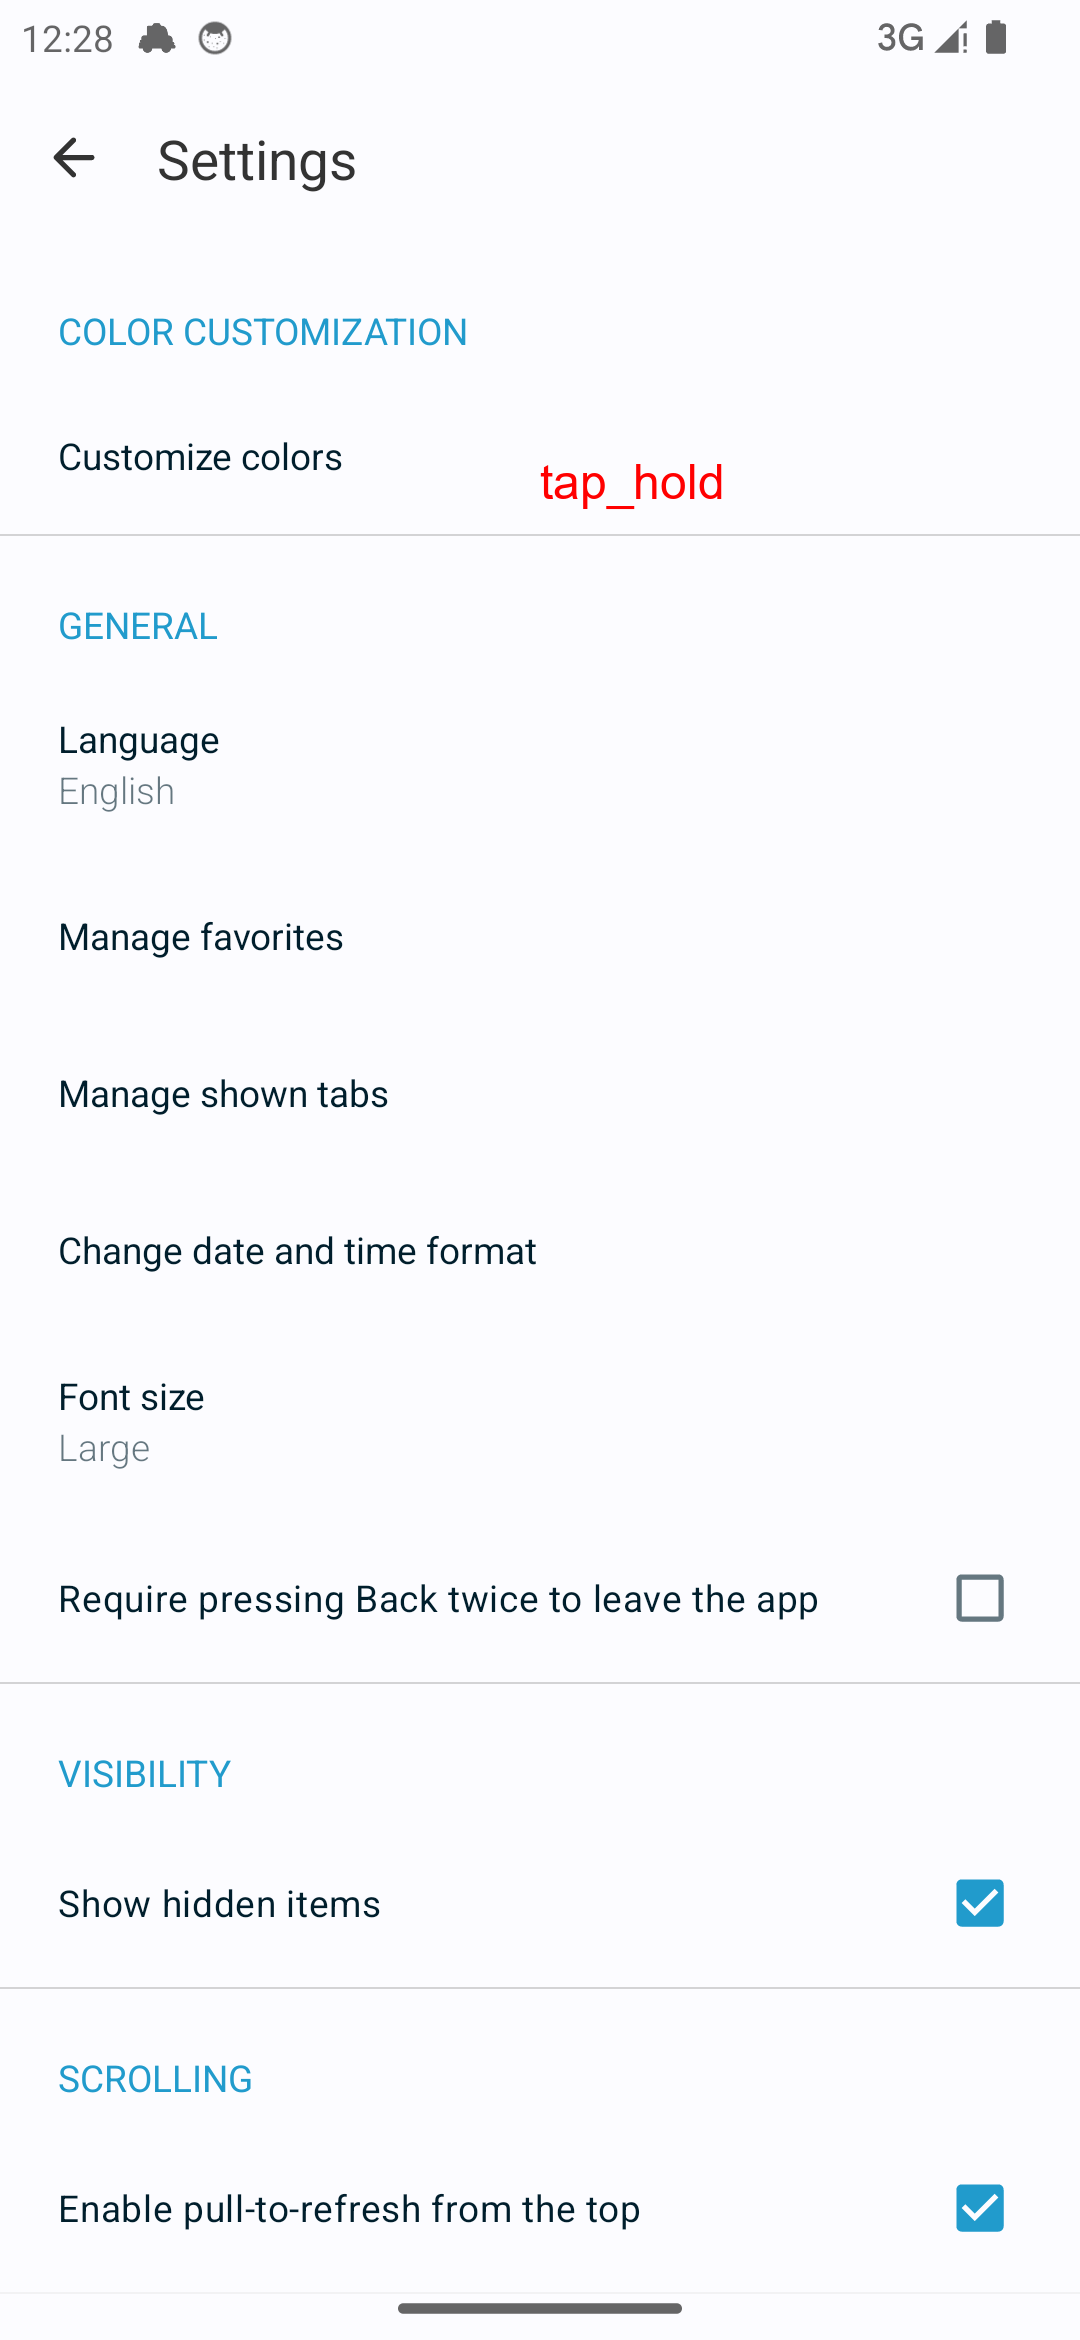 12:28
3G
Settings
COLOR CUSTOMIZATION
Customize colors
tap_hold
GENERAL
Language
English
Manage favorites
Manage shown tabs
Change date and time format
Font size
Large
Require pressing Back twice to leave the app
VISIBILITY
Show hidden items
SCROLLING
Enable pull-to-refresh from the top